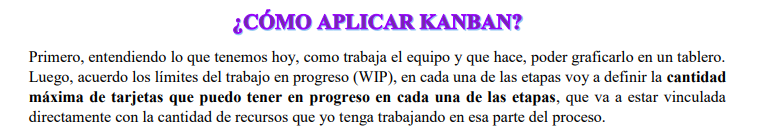 ¿CÓMO APLICAR KANBAN?
Primero, entendiendo lo que tenemos hoy, como trabaja el equipo y que hace, poder graficarlo en un tablero.
Luego, acuerdo los límites del trabajo en progreso (WIP), en cada una de las etapas voy a definir la cantidad
máxima de tarjetas que puedo tener en progreso en cada una de las etapas, que va a estar vinculada
directamente con la cantidad de recursos que yo tenga trabajando en esa parte del proceso.